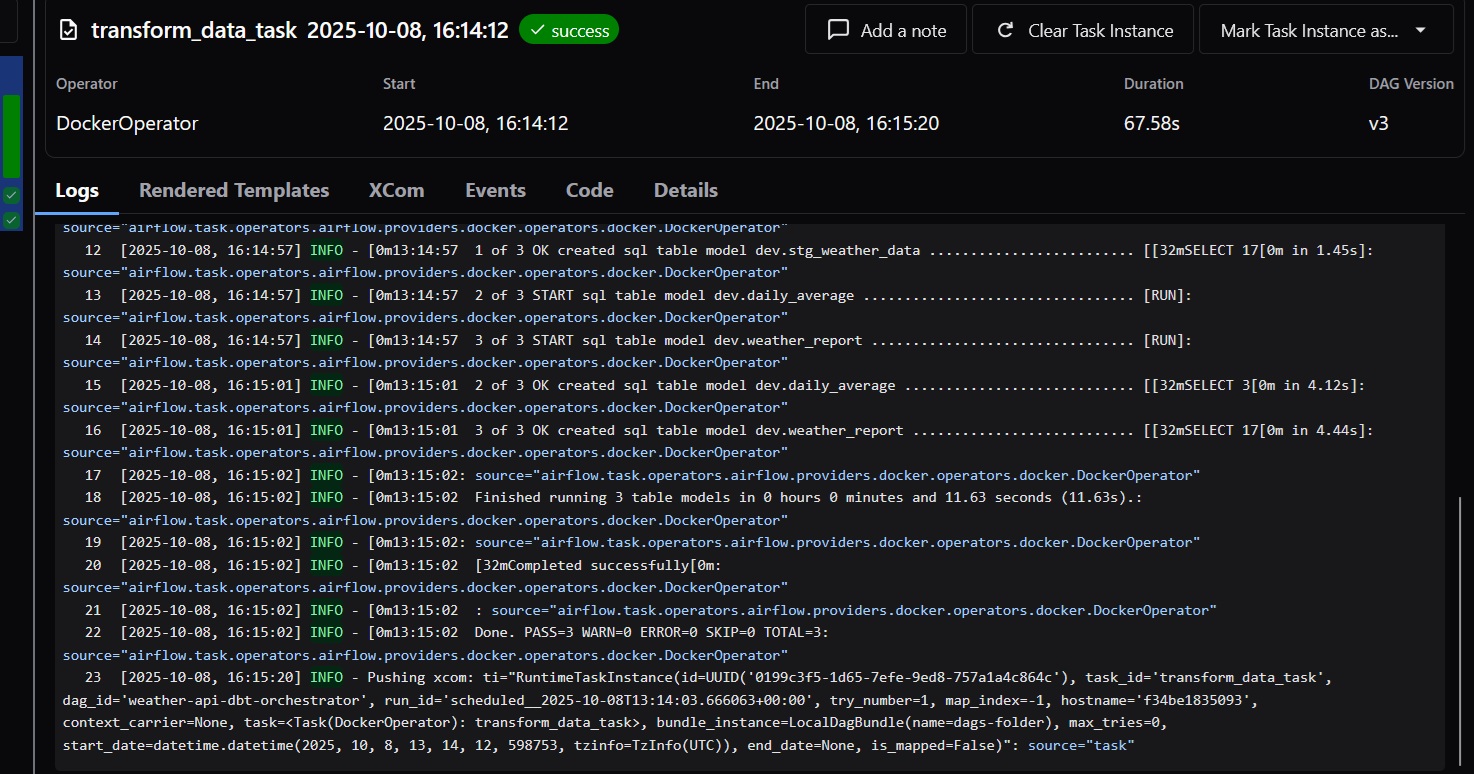 transform_data_task 2025-10-08, 16:14:12 success
Add a note
Clear Task Instance
Mark Task Instance as...
Operator Start End Duration DAG Version
DockerOperator 2025-10-08, 16:14:12 2025-10-08, 16:15:20 67.58s v3
Logs Rendered Templates XCom Events Code Details
source="airflow.task.operators.airflow.providers.docker.operators.docker.DockerOperator"
12 [2025-10-08, 16:14:57] INFO - [0m13:14:57  1 of 3 OK created sql table model dev.stg_weather_data ......................... [[32mSELECT 17[0m in 1.45s]:
source="airflow.task.operators.airflow.providers.docker.operators.docker.DockerOperator"
13 [2025-10-08, 16:14:57] INFO - [0m13:14:57  2 of 3 START sql table model dev.daily_average ................................. [RUN]:
source="airflow.task.operators.airflow.providers.docker.operators.docker.DockerOperator"
14 [2025-10-08, 16:14:57] INFO - [0m13:14:57  3 of 3 START sql table model dev.weather_report ................................ [RUN]:
source="airflow.task.operators.airflow.providers.docker.operators.docker.DockerOperator"
15 [2025-10-08, 16:15:01] INFO - [0m13:15:01  2 of 3 OK created sql table model dev.daily_average ............................ [[32mSELECT 3[0m in 4.12s]:
source="airflow.task.operators.airflow.providers.docker.operators.docker.DockerOperator"
16 [2025-10-08, 16:15:01] INFO - [0m13:15:01  3 of 3 OK created sql table model dev.weather_report ........................... [[32mSELECT 17[0m in 4.44s]:
source="airflow.task.operators.airflow.providers.docker.operators.docker.DockerOperator"
17 [2025-10-08, 16:15:02] INFO - [0m13:15:02: source="airflow.task.operators.airflow.providers.docker.operators.docker.DockerOperator"
18 [2025-10-08, 16:15:02] INFO - [0m13:15:02  Finished running 3 table models in 0 hours 0 minutes and 11.63 seconds (11.63s).:
source="airflow.task.operators.airflow.providers.docker.operators.docker.DockerOperator"
19 [2025-10-08, 16:15:02] INFO - [0m13:15:02: source="airflow.task.operators.airflow.providers.docker.operators.docker.DockerOperator"
20 [2025-10-08, 16:15:02] INFO - [0m13:15:02  [32mCompleted successfully[0m:
source="airflow.task.operators.airflow.providers.docker.operators.docker.DockerOperator"
21 [2025-10-08, 16:15:02] INFO - [0m13:15:02  : source="airflow.task.operators.airflow.providers.docker.operators.docker.DockerOperator"
22 [2025-10-08, 16:15:02] INFO - [0m13:15:02  Done. PASS=3 WARN=0 ERROR=0 SKIP=0 TOTAL=3:
source="airflow.task.operators.airflow.providers.docker.operators.docker.DockerOperator"
23 [2025-10-08, 16:15:20] INFO - Pushing xcom: ti="RuntimeTaskInstance(id=UUID('0199c3f5-1d65-7efe-9ed8-757a1a4c864c'), task_id='transform_data_task',
dag_id='weather-api-dbt-orchestrator', run_id='scheduled__2025-10-08T13:14:03.666063+00:00', try_number=1, map_index=-1, hostname='f34be1835093',
context_carrier=None, task=<Task(DockerOperator): transform_data_task>, bundle_instance=LocalDagBundle(name=dags-folder), max_tries=0,
start_date=datetime.datetime(2025, 10, 8, 13, 14, 12, 598753, tzinfo=TzInfo(UTC)), end_date=None, is_mapped=False)": source="task"